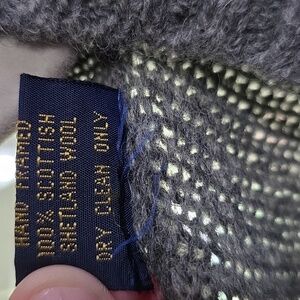 HAND FRAMED
100% SCOTTISH
SHETLAND WOOL
DRY CLEAN ONLY